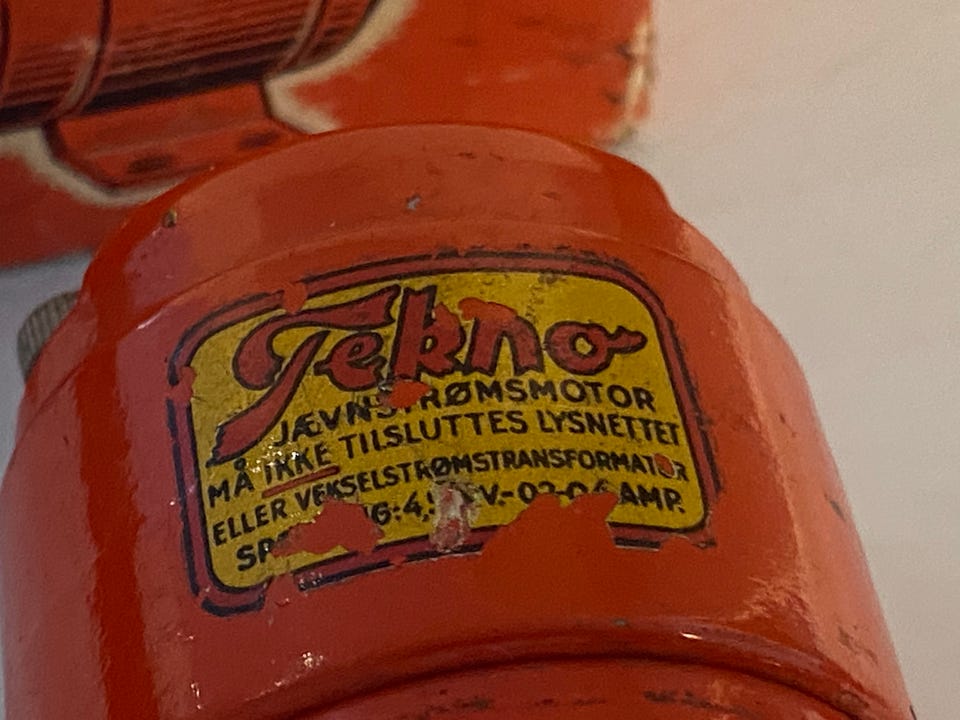 Tekno
JÆVNSTRØMSMOTOR
MÅ IKKE TILSLUTTES LYSNETTET
ELLER VEKSELSTRØMSTRANSFORMATOR
AMP.